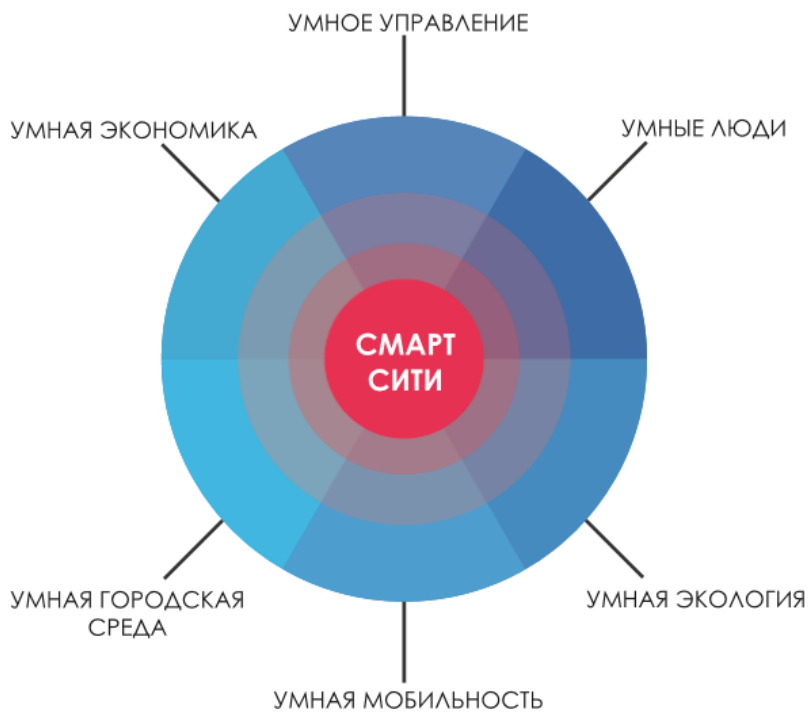 УМНОЕ УПРАВЛЕНИЕ
УМНАЯ ЭКОНОМИКА
УМНЫЕ ЛЮДИ
СМАРТ
СИТИ
УМНАЯ ГОРОДСКАЯ
СРЕДА
УМНАЯ ЭКОЛОГИЯ
УМНАЯ МОБИЛЬНОСТЬ